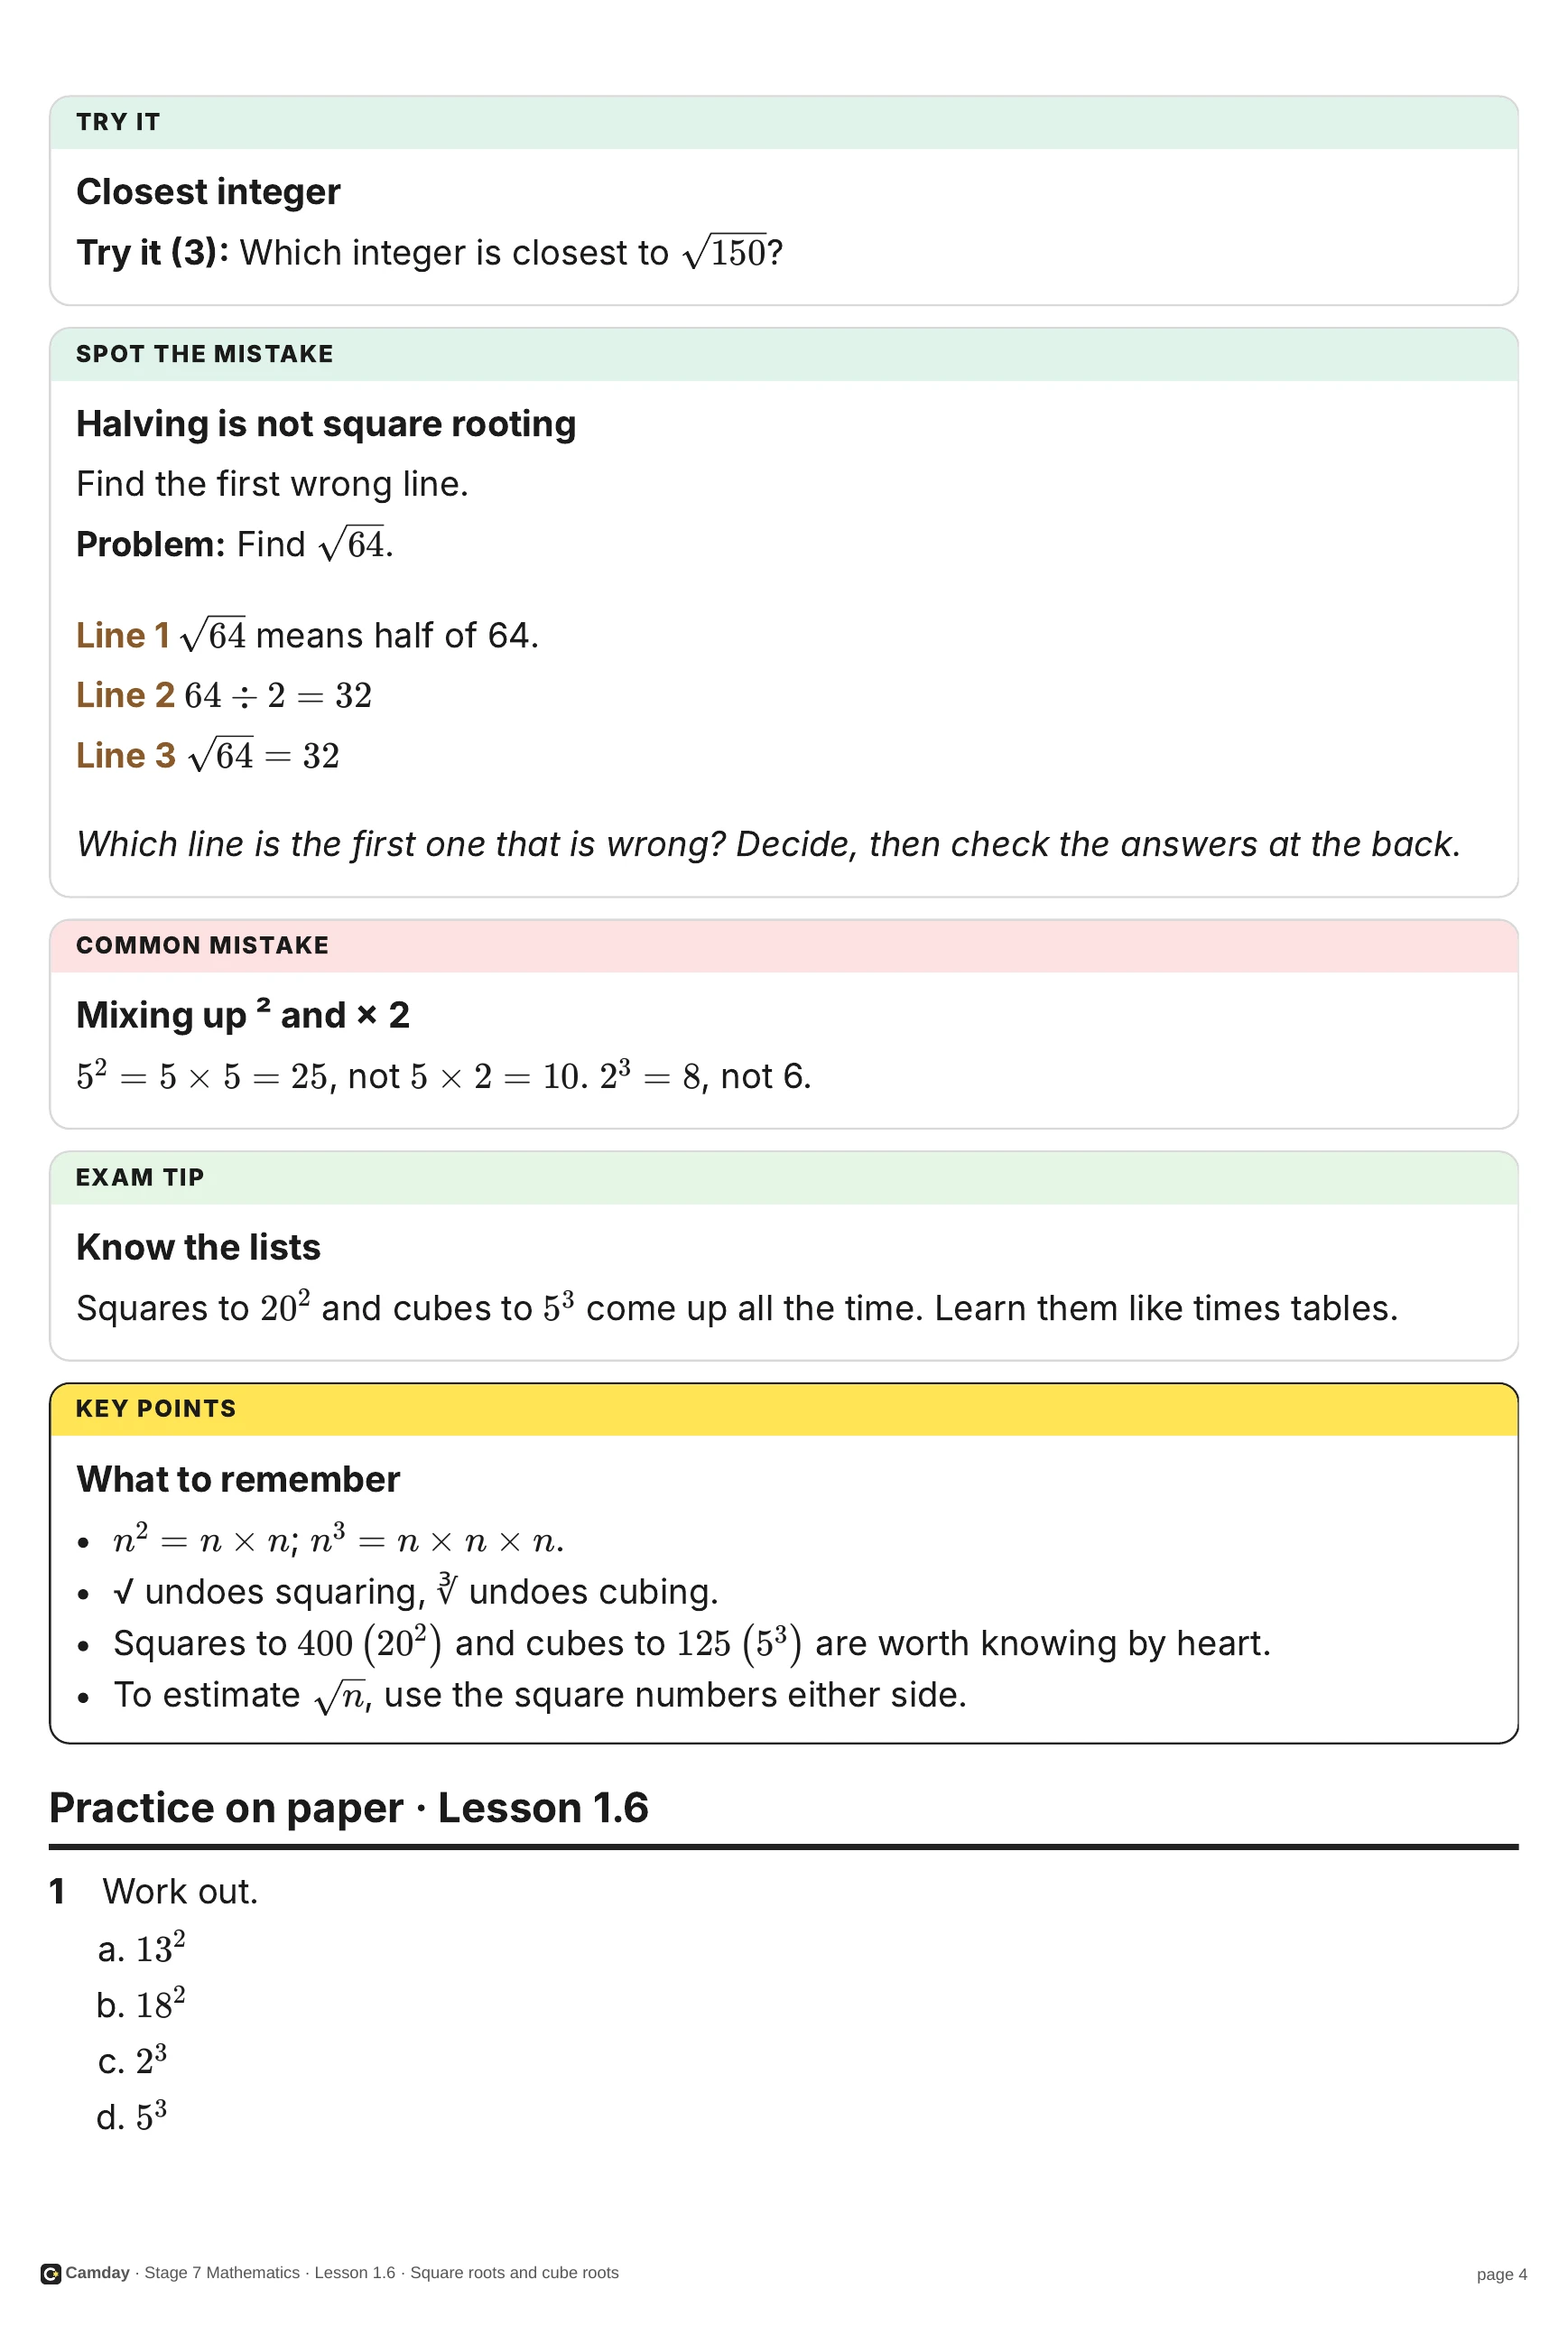 TRY IT
Closest integer
Try it (3): Which integer is closest to √150?
SPOT THE MISTAKE
Halving is not square rooting
Find the first wrong line.
Problem: Find √64.
Line 1 √64 means half of 64.
Line 2 64 ÷ 2 = 32
Line 3 √64 = 32
Which line is the first one that is wrong? Decide, then check the answers at the back.
COMMON MISTAKE
Mixing up ² and × 2
5² = 5 × 5 = 25, not 5 × 2 = 10. 2³ = 8, not 6.
EXAM TIP
Know the lists
Squares to 20² and cubes to 5³ come up all the time. Learn them like times tables.
KEY POINTS
What to remember
• n² = n × n; n³ = n × n × n.
• √ undoes squaring, ∛ undoes cubing.
• Squares to 400 (20²) and cubes to 125 (5³) are worth knowing by heart.
• To estimate √n, use the square numbers either side.
Practice on paper · Lesson 1.6
1 Work out.
a. 13²
b. 18²
c. 2³
d. 5³
Camday · Stage 7 Mathematics · Lesson 1.6 · Square roots and cube roots
page 4